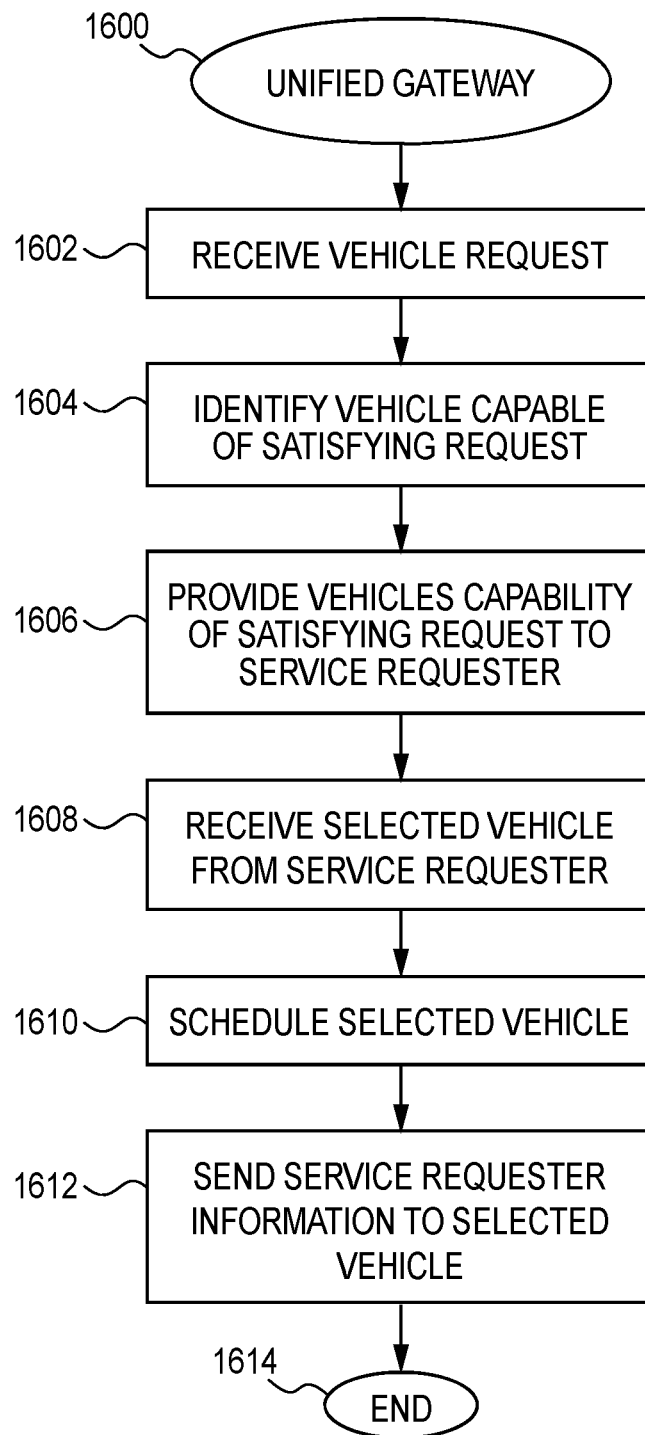 1600
UNIFIED GATEWAY
1602
RECEIVE VEHICLE REQUEST
1604
IDENTIFY VEHICLE CAPABLE
OF SATISFYING REQUEST
1606
PROVIDE VEHICLES CAPABILITY
OF SATISFYING REQUEST TO
SERVICE REQUESTER
1608
RECEIVE SELECTED VEHICLE
FROM SERVICE REQUESTER
1610
SCHEDULE SELECTED VEHICLE
1612
SEND SERVICE REQUESTER
INFORMATION TO SELECTED
VEHICLE
1614
END